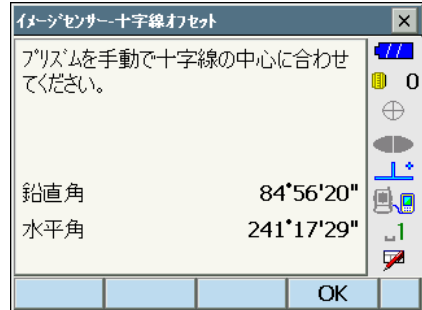 イメージセンサー-十字線オフセット
プリズムを手動で十字線の中心に合わせ
てください。
0
鉛直角 84°56'20"
水平角 241°17'29"
1
OK